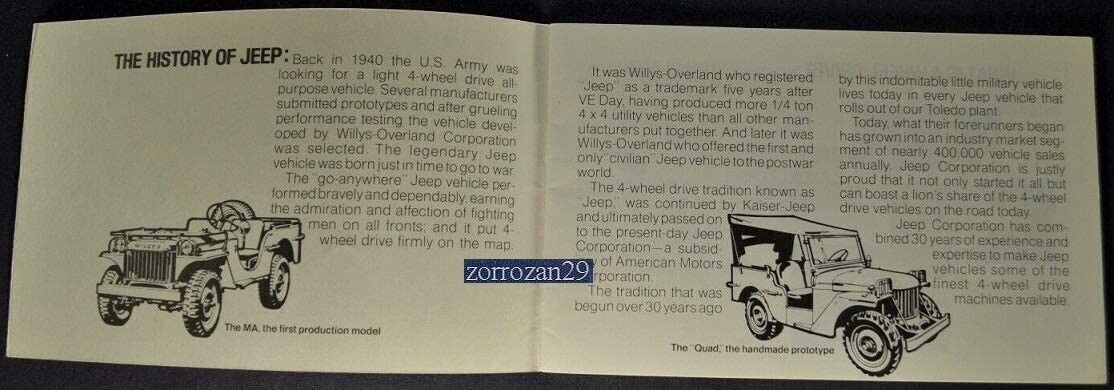 THE HISTORY OF JEEP: Back in 1940 the U.S. Army was
looking for a light 4-wheel drive all-
purpose vehicle. Several manufacturers
submitted prototypes and after grueling
performance testing the vehicle devel-
oped by Willys-Overland Corporation
was selected. The legendary Jeep
vehicle was born just in time to go to war.
The "go-anywhere" Jeep vehicle per-
formed bravely and dependably, earning
the admiration and affection of fighting
men on all fronts; and it put 4-
wheel drive firmly on the map.
WILLYS
The MA, the first production model
zorrozan29
It was Willys-Overland who registered
"Jeep" as a trademark five years after
VE Day, having produced more 1/4 ton
4 x 4 utility vehicles than all other man-
ufacturers put together. And later it was
Willys-Overland who offered the first and
only "civilian" Jeep vehicle to the postwar
world.
The 4-wheel drive tradition known as
"Jeep," was continued by Kaiser-Jeep
and ultimately passed on
to the present-day Jeep
Corporation—a subsid-
y of American Motors
rporation.
The tradition that was
begun over 30 years ago
The "Quad," the handmade prototype
by this indomitable little military vehicle
lives today in every Jeep vehicle that
rolls out of our Toledo plant.
Today, what their forerunners began
has grown into an industry market seg-
ment of nearly 400,000 vehicle sales
annually. Jeep Corporation is justly
proud that it not only started it all but
can boast a lion's share of the 4-wheel
drive vehicles on the road today.
Jeep Corporation has com-
bined 30 years of experience and
expertise to make Jeep
vehicles some of the
finest 4-wheel drive
machines available.